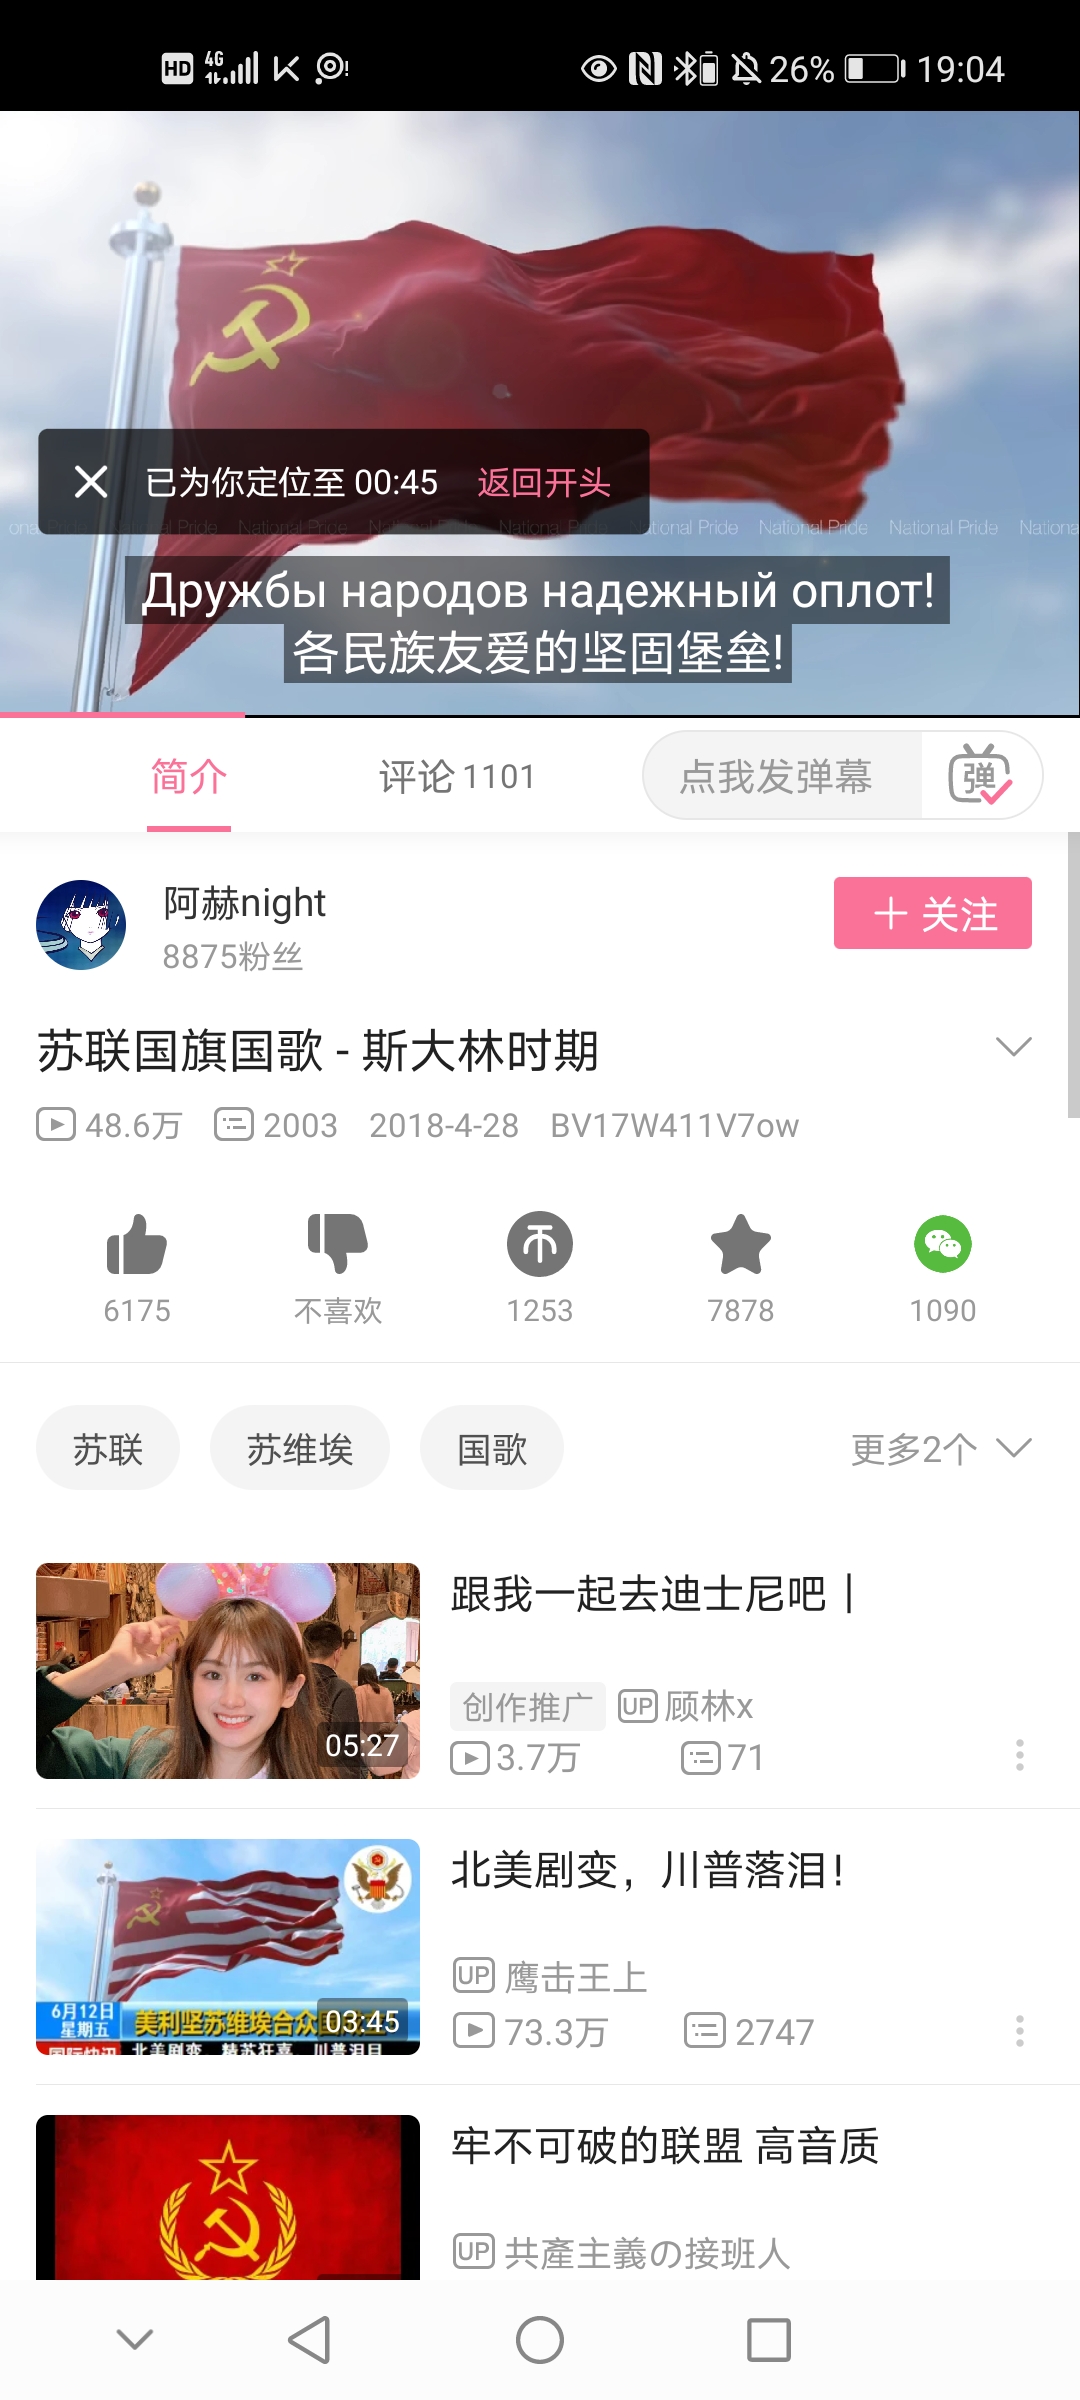 HD 4G 26% 19:04
已为你定位至 00:45 返回开头
National Pride National Pride National Pride National Pride National Pride National Pride National
Дружбы народов надежный оплот!
各民族友爱的坚固堡垒!
简介 评论 1101 点我发弹幕 弹
阿赫night
8875粉丝
+ 关注
苏联国旗国歌 - 斯大林时期
48.6万 2003 2018-4-28 BV17W411V7ow
6175 不喜欢 1253 7878 1090
苏联 苏维埃 国歌 更多2个
跟我一起去迪士尼吧｜
创作推广 UP 顾林x
05:27
3.7万 71
北美剧变，川普落泪！
UP 鹰击王上
6月12日
星期五
美利坚苏维埃合众国
03:45
国际快讯 北美剧变 精苏狂喜 川普泪目
73.3万 2747
牢不可破的联盟 高音质
UP 共產主義の接班人